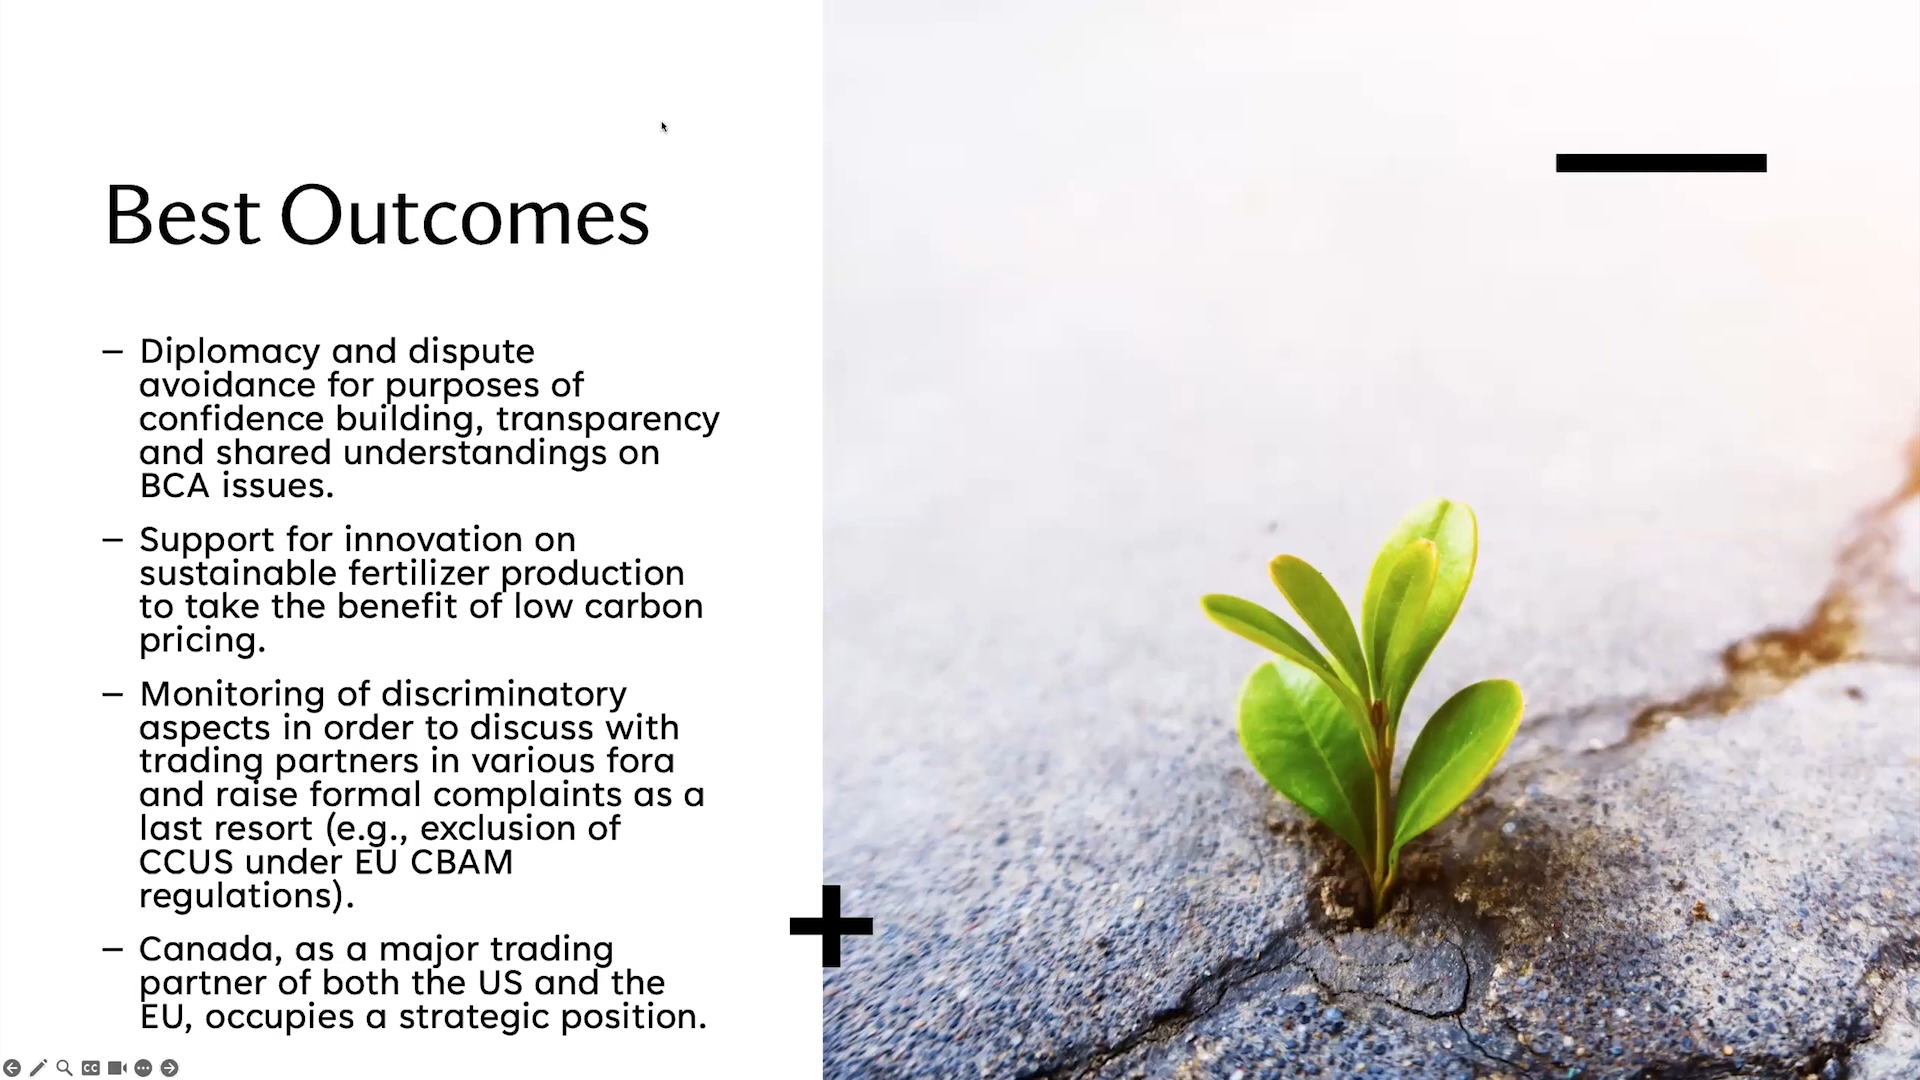 Best Outcomes
– Diplomacy and dispute
avoidance for purposes of
confidence building, transparency
and shared understandings on
BCA issues.
– Support for innovation on
sustainable fertilizer production
to take the benefit of low carbon
pricing.
– Monitoring of discriminatory
aspects in order to discuss with
trading partners in various fora
and raise formal complaints as a
last resort (e.g., exclusion of
CCUS under EU CBAM
regulations).
– Canada, as a major trading
partner of both the US and the
EU, occupies a strategic position.
CC